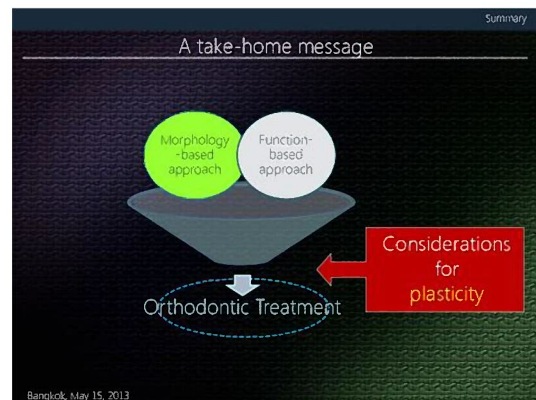 Summary
A take-home message
Morphology
-based
approach
Function-
based
approach
Considerations
for
plasticity
Orthodontic Treatment
Bangkok, May 15, 2013